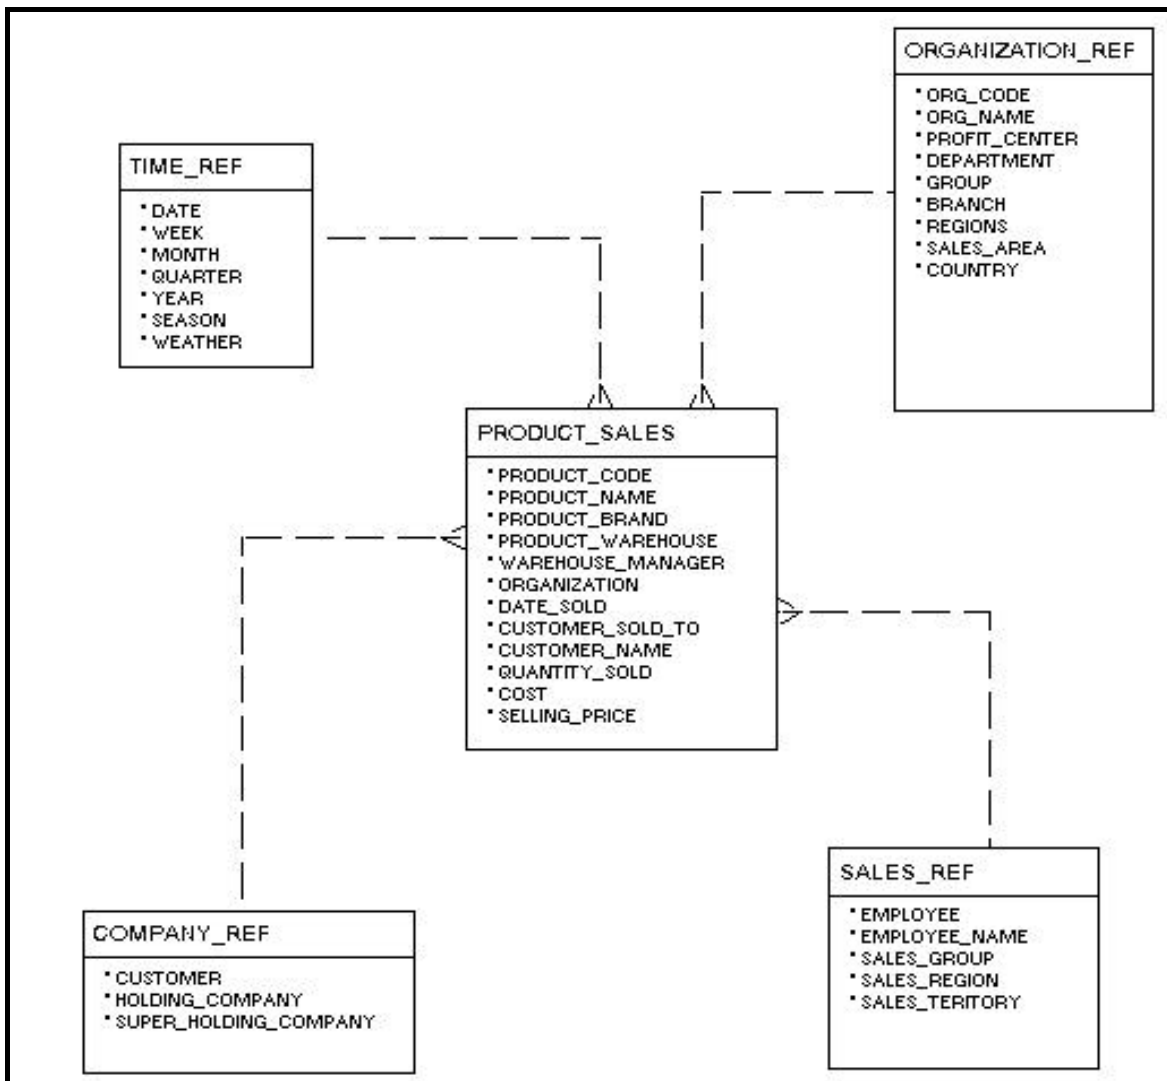 ORGANIZATION_REF
* ORG_CODE
* ORG_NAME
* PROFIT_CENTER
* DEPARTMENT
* GROUP
* BRANCH
* REGIONS
* SALES_AREA
* COUNTRY
TIME_REF
* DATE
* WEEK
* MONTH
* QUARTER
* YEAR
* SEASON
* WEATHER
PRODUCT_SALES
* PRODUCT_CODE
* PRODUCT_NAME
* PRODUCT_BRAND
* PRODUCT_WAREHOUSE
* WAREHOUSE_MANAGER
* ORGANIZATION
* DATE_SOLD
* CUSTOMER_SOLD_TO
* CUSTOMER_NAME
* QUANTITY_SOLD
* COST
* SELLING_PRICE
COMPANY_REF
* CUSTOMER
* HOLDING_COMPANY
* SUPER_HOLDING_COMPANY
SALES_REF
* EMPLOYEE
* EMPLOYEE_NAME
* SALES_GROUP
* SALES_REGION
* SALES_TERITORY